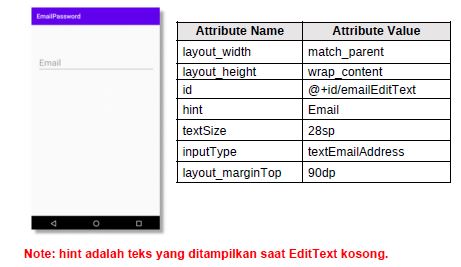 EmailPassword
Email
Attribute Name Attribute Value
layout_width match_parent
layout_height wrap_content
id @+id/emailEditText
hint Email
textSize 28sp
inputType textEmailAddress
layout_marginTop 90dp
Note: hint adalah teks yang ditampilkan saat EditText kosong.